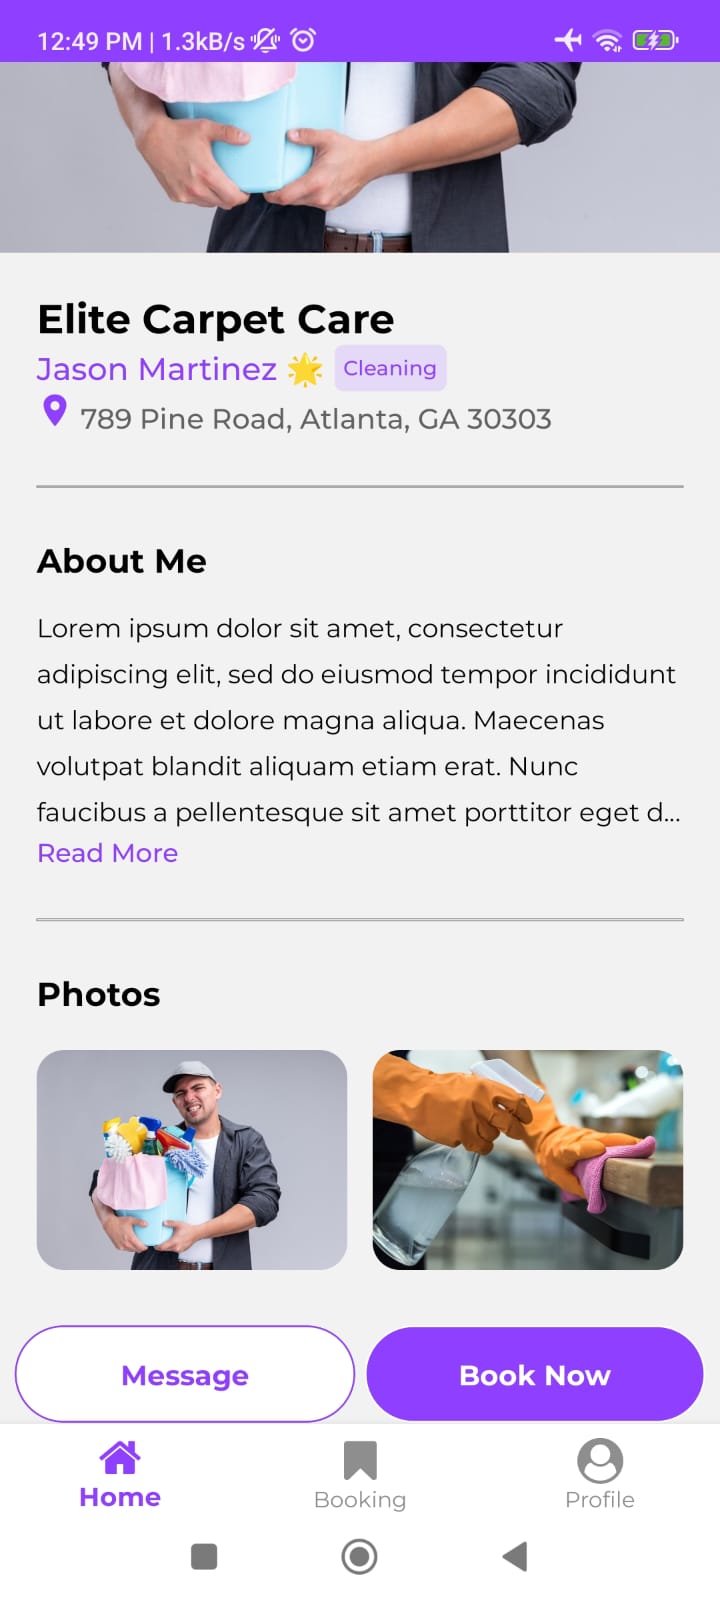 12:49 PM | 1.3kB/s
Elite Carpet Care
Jason Martinez 🌟 Cleaning
789 Pine Road, Atlanta, GA 30303
About Me
Lorem ipsum dolor sit amet, consectetur
adipiscing elit, sed do eiusmod tempor incididunt
ut labore et dolore magna aliqua. Maecenas
volutpat blandit aliquam etiam erat. Nunc
faucibus a pellentesque sit amet porttitor eget d...
Read More
Photos
Message Book Now
Home Booking Profile